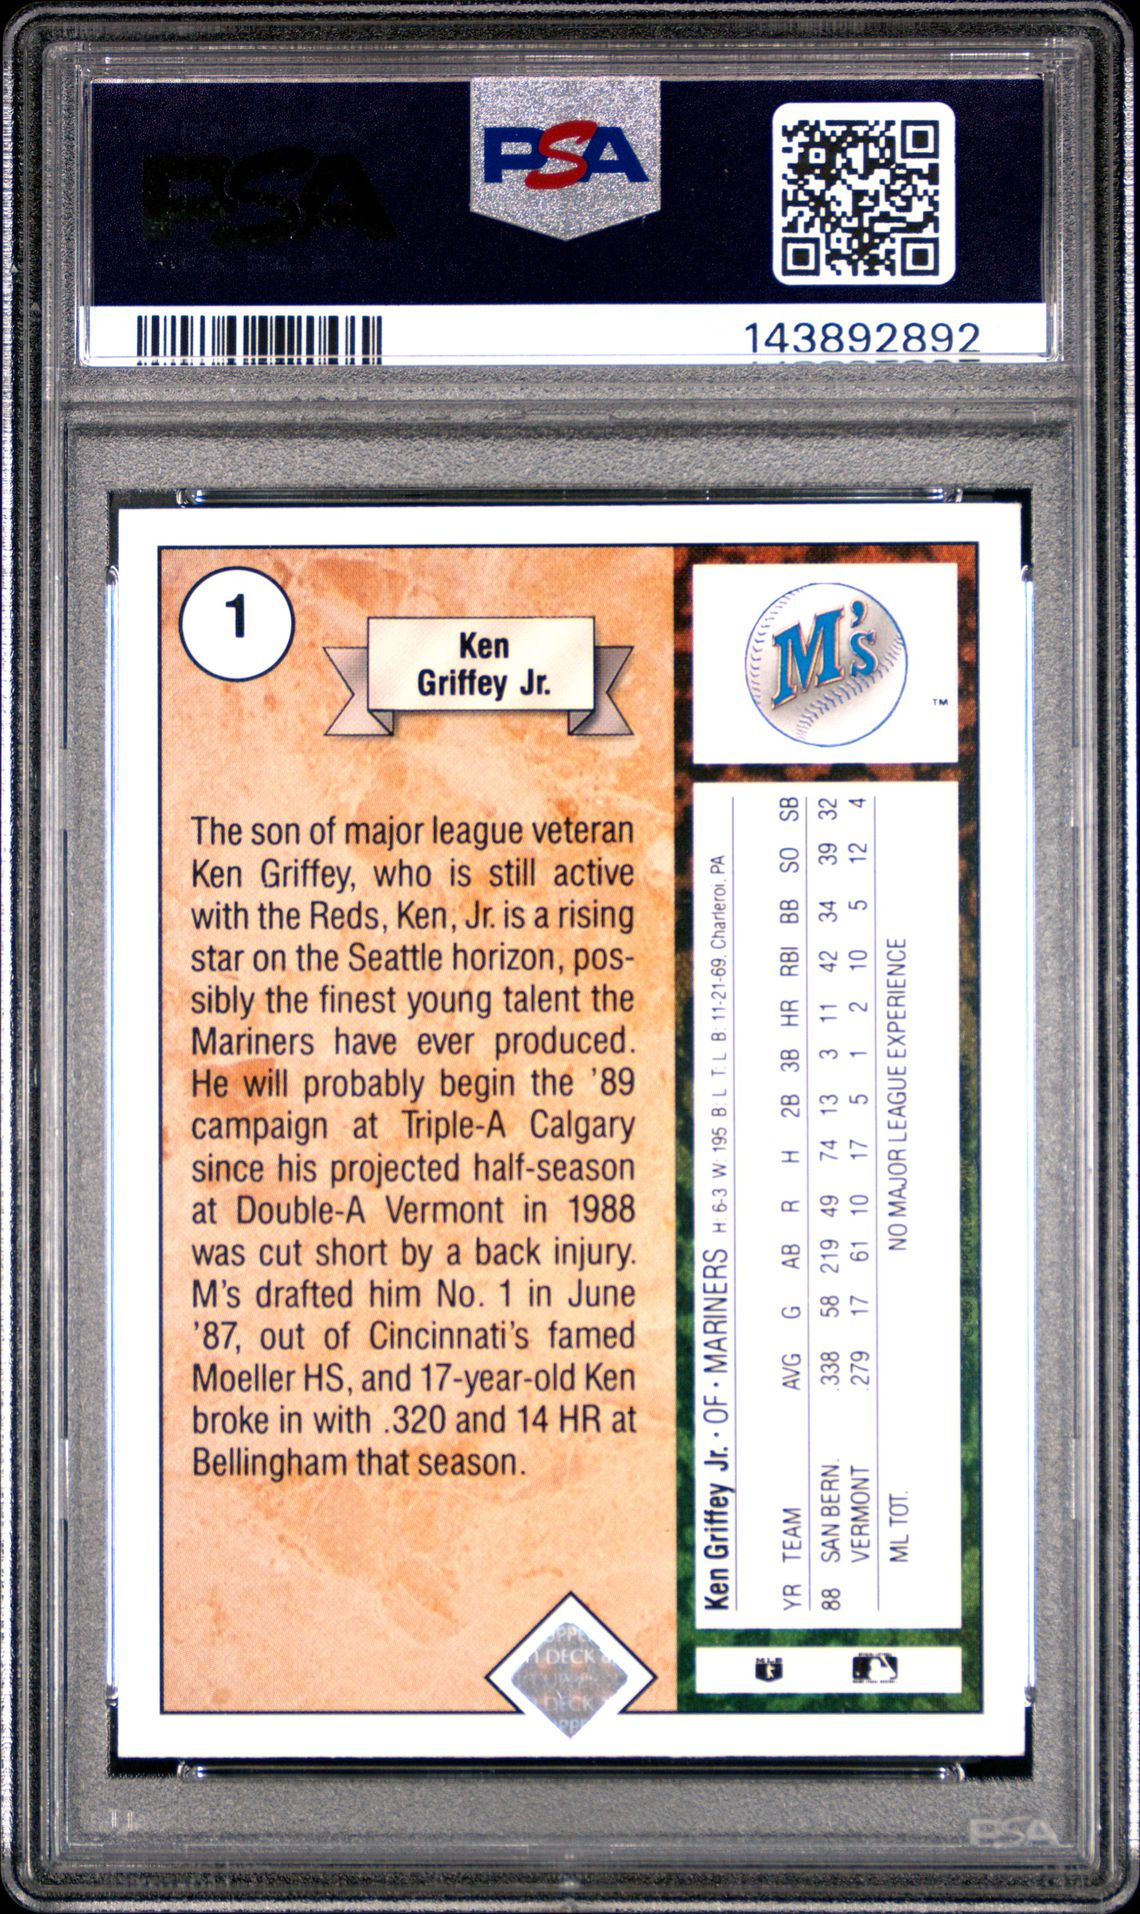 PSA
PSA
143892892
1
Ken
Griffey Jr.
The son of major league veteran
Ken Griffey, who is still active
with the Reds, Ken, Jr. is a rising
star on the Seattle horizon, pos-
sibly the finest young talent the
Mariners have ever produced.
He will probably begin the '89
campaign at Triple-A Calgary
since his projected half-season
at Double-A Vermont in 1988
was cut short by a back injury.
M's drafted him No. 1 in June
'87, out of Cincinnati's famed
Moeller HS, and 17-year-old Ken
broke in with .320 and 14 HR at
Bellingham that season.
M's
TM
Ken Griffey Jr. • OF • MARINERS H: 6-3 W: 195 B: L T: L B: 11-21-69, Charleroi, PA
YR TEAM AVG G AB R H 2B 3B HR RBI BB SO SB
88 SAN BERN. .338 58 219 49 74 13 3 11 42 34 39 32
VERMONT .279 17 61 10 17 5 1 2 10 5 12 4
ML TOT. NO MAJOR LEAGUE EXPERIENCE
DECK
DECK
PSA